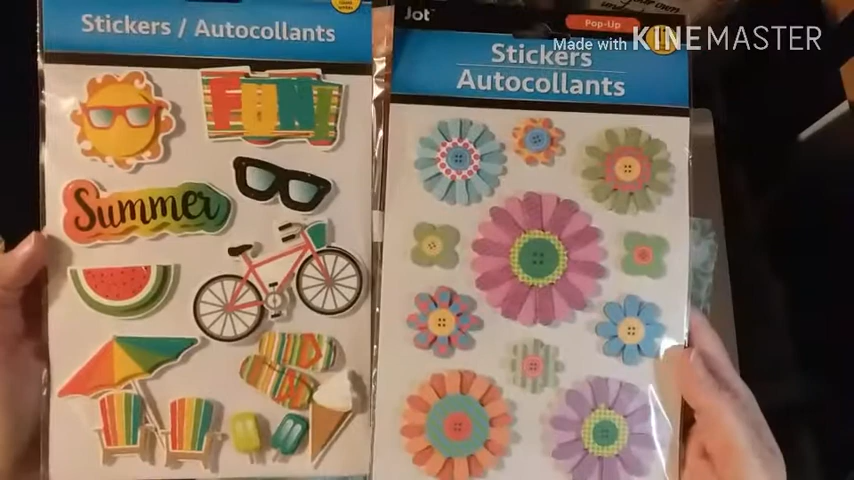 Stickers / Autocollants
FUN!
Summer
Jot
Pop-Up
Stickers
Autocollants
Made with KINEMASTER